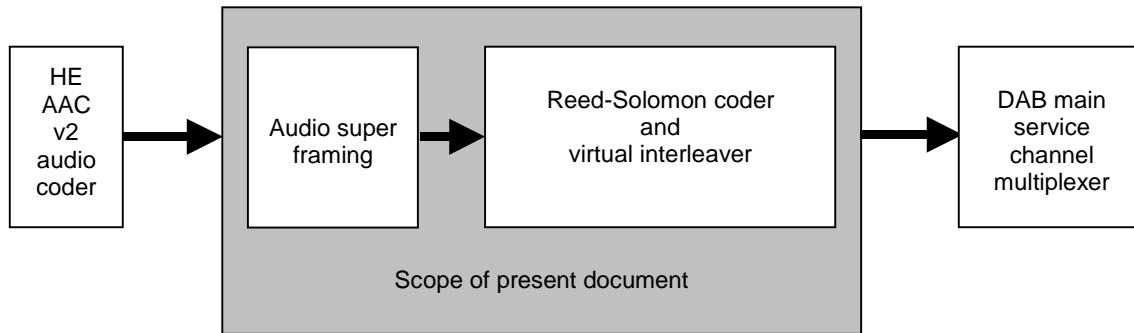 HE
AAC
v2
audio
coder
Audio super
framing
Reed-Solomon coder
and
virtual interleaver
DAB main
service
channel
multiplexer
Scope of present document